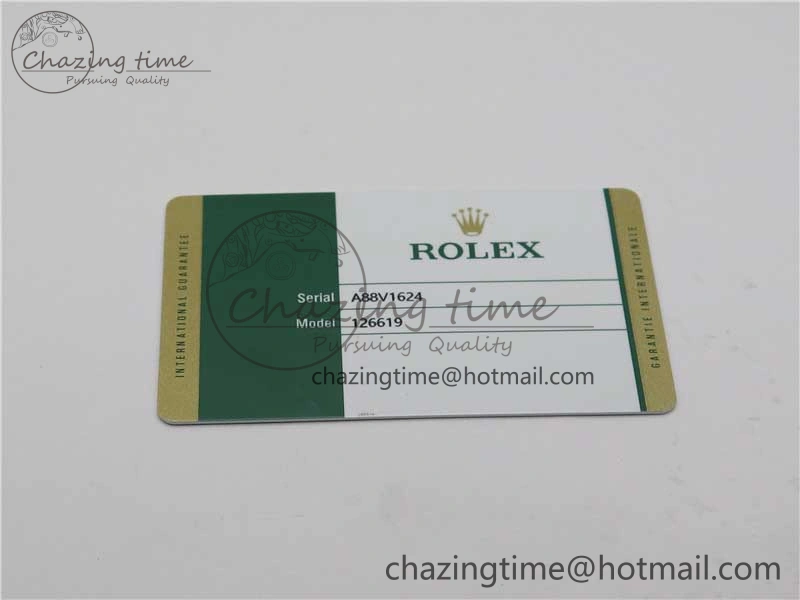 Chazing time
Pursuing Quality
INTERNATIONAL GUARANTEE
ROLEX
Serial A88V1624
Model 126619
GARANTIE INTERNATIONALE
Chazing time
Pursuing Quality
chazingtime@hotmail.com
chazingtime@hotmail.com